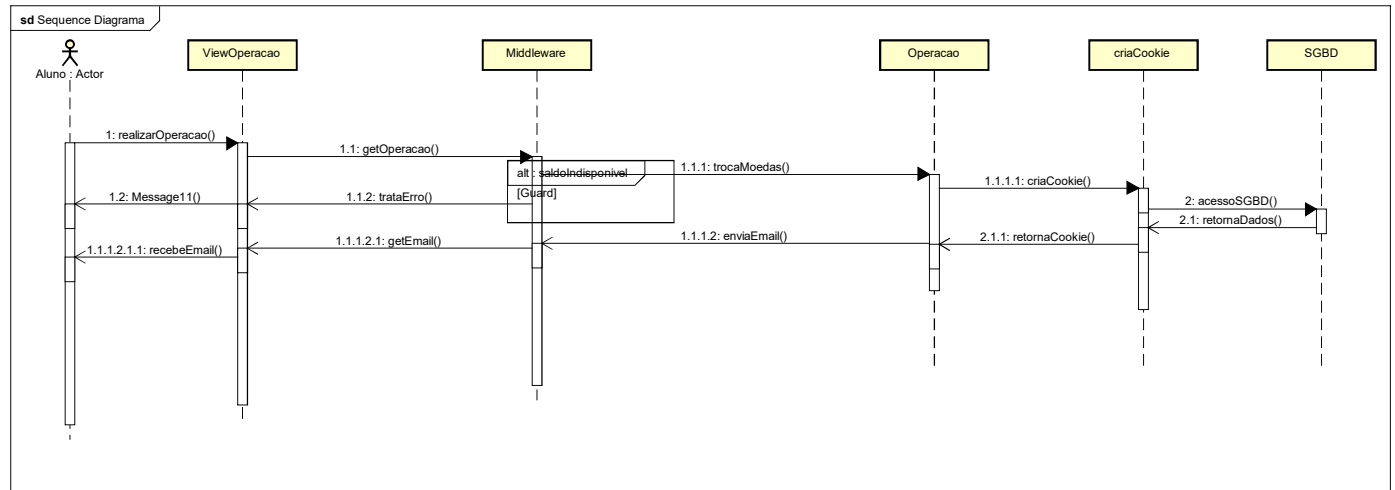 sd Sequence Diagrama
Aluno : Actor
ViewOperacao
Middleware
Operacao
criaCookie
SGBD
1: realizarOperacao()
1.1: getOperacao()
alt : saldoIndisponivel
1.1.1: trocaMoedas()
[Guard]
1.1.1.1: criaCookie()
1.2: Message11()
1.1.2: trataErro()
2: acessoSGBD()
2.1: retornaDados()
1.1.1.2.1.1: recebeEmail()
1.1.1.2.1: getEmail()
1.1.1.2: enviaEmail()
2.1.1: retornaCookie()